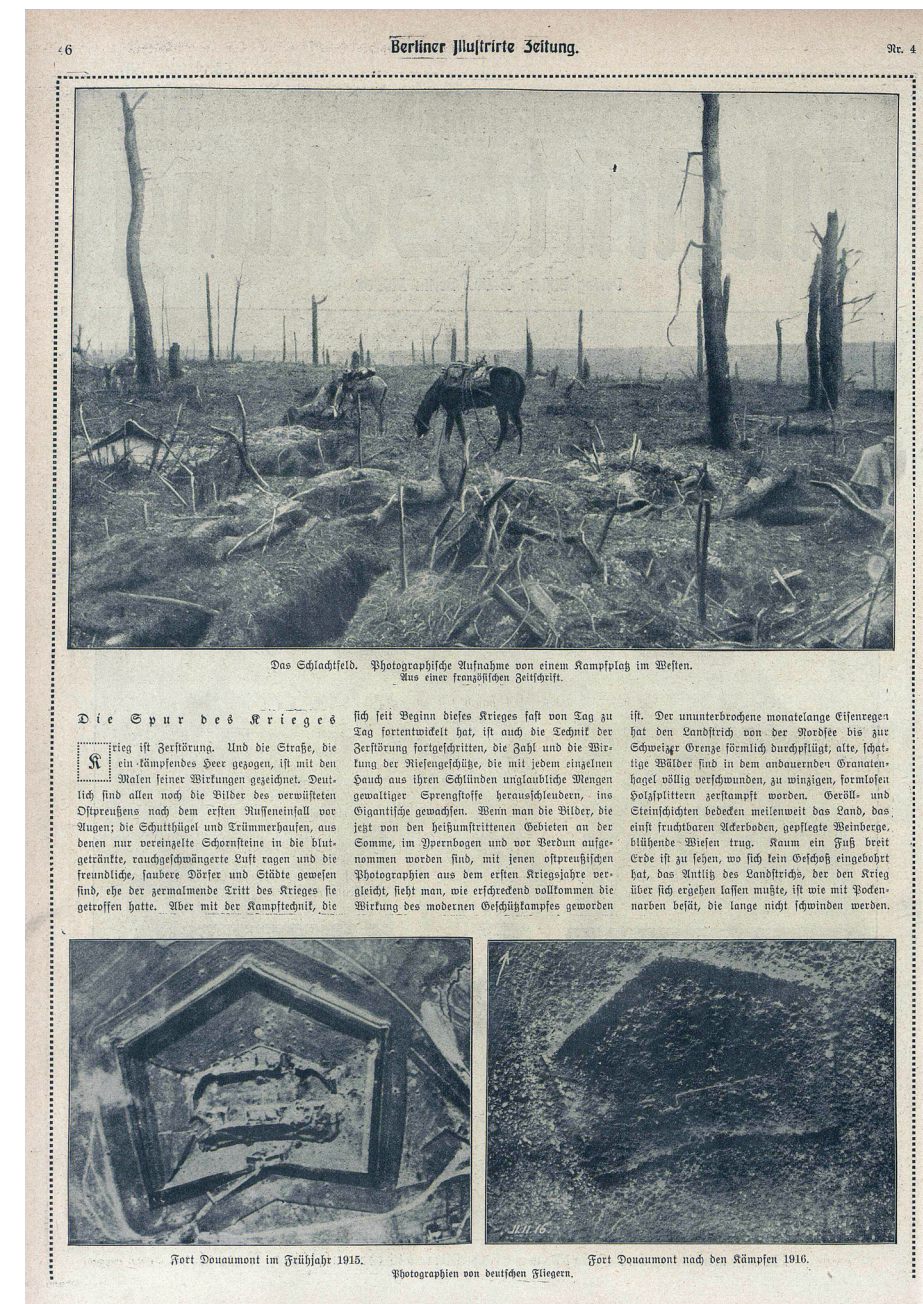 46
Berliner Illustrirte Zeitung.
Nr. 4
Das Schlachtfeld. Photographische Aufnahme von einem Kampfplatz im Westen.
Aus einer französischen Zeitschrift.
Die Spur des Krieges
Krieg ist Zerstörung. Und die Straße, die
ein kämpfendes Heer gezogen, ist mit den
Malen seiner Wirkungen gezeichnet. Deut-
lich sind allen noch die Bilder des verwüsteten
Ostpreußens nach dem ersten Russeneinfall vor
Augen; die Schutthügel und Trümmerhaufen, aus
denen nur vereinzelte Schornsteine in die blut-
getränkte, rauchgeschwängerte Luft ragen und die
freundliche, saubere Dörfer und Städte gewesen
sind, ehe der zermalmende Tritt des Krieges sie
getroffen hatte. Aber mit der Kampftechnik, die
sich seit Beginn dieses Krieges fast von Tag zu
Tag fortentwickelt hat, ist auch die Technik der
Zerstörung fortgeschritten, die Zahl und die Wir-
kung der Riesengeschütze, die mit jedem einzelnen
Hauch aus ihren Schlünden unglaubliche Mengen
gewaltiger Sprengstoffe herausschleudern, ins
Gigantische gewachsen. Wenn man die Bilder, die
jetzt von den heißumstrittenen Gebieten an der
Somme, im Ypernbogen und vor Verdun aufge-
nommen worden sind, mit jenen ostpreußischen
Photographien aus dem ersten Kriegsjahre ver-
gleicht, sieht man, wie erschreckend vollkommen die
Wirkung des modernen Geschützkampfes geworden
ist. Der ununterbrochene monatelange Eisenregen
hat den Landstrich von der Nordsee bis zur
Schweizer Grenze förmlich durchpflügt, alte, schat-
tige Wälder sind in dem andauernden Granaten-
hagel völlig verschwunden, zu winzigen, formlosen
Holzsplittern zerstampft worden. Geröll- und
Steinschichten bedecken meilenweit das Land, das
einst fruchtbaren Ackerboden, gepflegte Weinberge,
blühende Wiesen trug. Kaum ein Fuß breit
Erde ist zu sehen, wo sich kein Geschoß eingebohrt
hat, das Antlitz des Landstrichs, der den Krieg
über sich ergehen lassen mußte, ist wie mit Pocken-
narben besät, die lange nicht schwinden werden.
11.11.16.
Fort Douaumont im Frühjahr 1915.
Fort Douaumont nach den Kämpfen 1916.
Photographien von deutschen Fliegern.